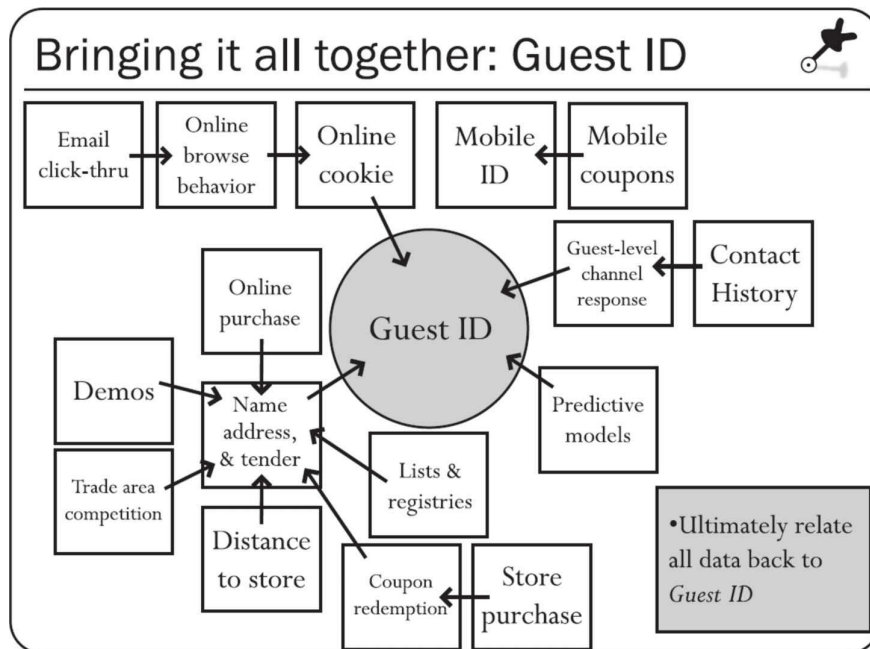 Bringing it all together: Guest ID
Email
click-thru
Online
browse
behavior
Online
cookie
Mobile
ID
Mobile
coupons
Guest-level
channel
response
Contact
History
Online
purchase
Guest ID
Demos
Name
address,
& tender
Predictive
models
Trade area
competition
Lists &
registries
Distance
to store
Coupon
redemption
Store
purchase
•Ultimately relate
all data back to
Guest ID